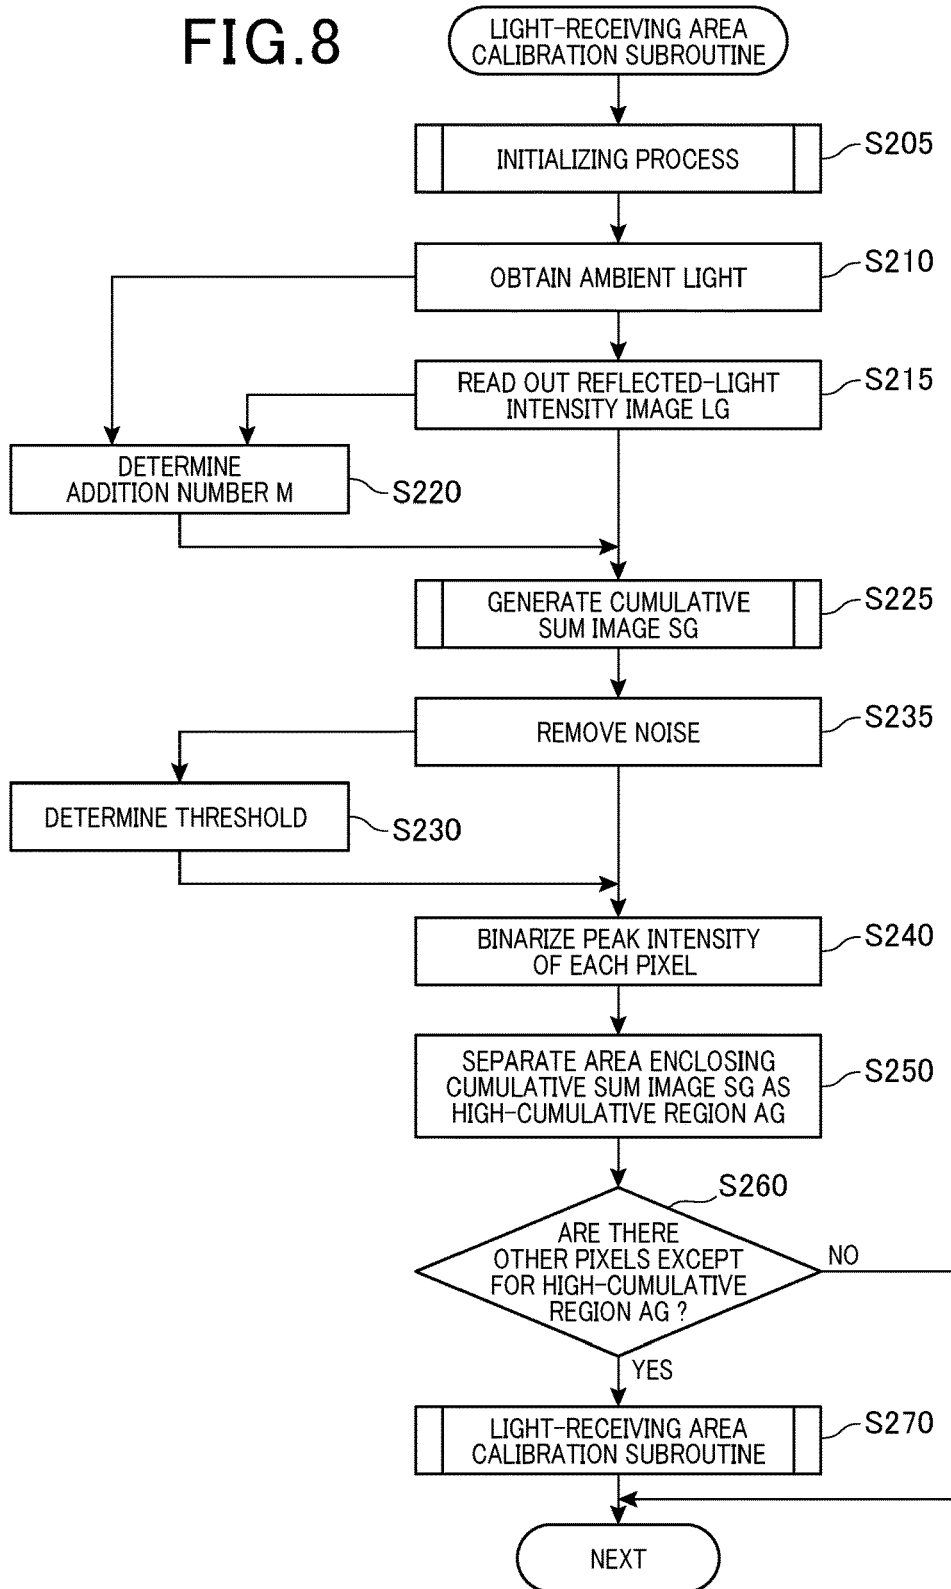 FIG.8
LIGHT-RECEIVING AREA
CALIBRATION SUBROUTINE
INITIALIZING PROCESS
S205
OBTAIN AMBIENT LIGHT
S210
READ OUT REFLECTED-LIGHT
INTENSITY IMAGE LG
S215
DETERMINE
ADDITION NUMBER M
S220
GENERATE CUMULATIVE
SUM IMAGE SG
S225
REMOVE NOISE
S235
DETERMINE THRESHOLD
S230
BINARIZE PEAK INTENSITY
OF EACH PIXEL
S240
SEPARATE AREA ENCLOSING
CUMULATIVE SUM IMAGE SG AS
HIGH-CUMULATIVE REGION AG
S250
S260
ARE THERE
OTHER PIXELS EXCEPT
FOR HIGH-CUMULATIVE
REGION AG ?
NO
YES
LIGHT-RECEIVING AREA
CALIBRATION SUBROUTINE
S270
NEXT